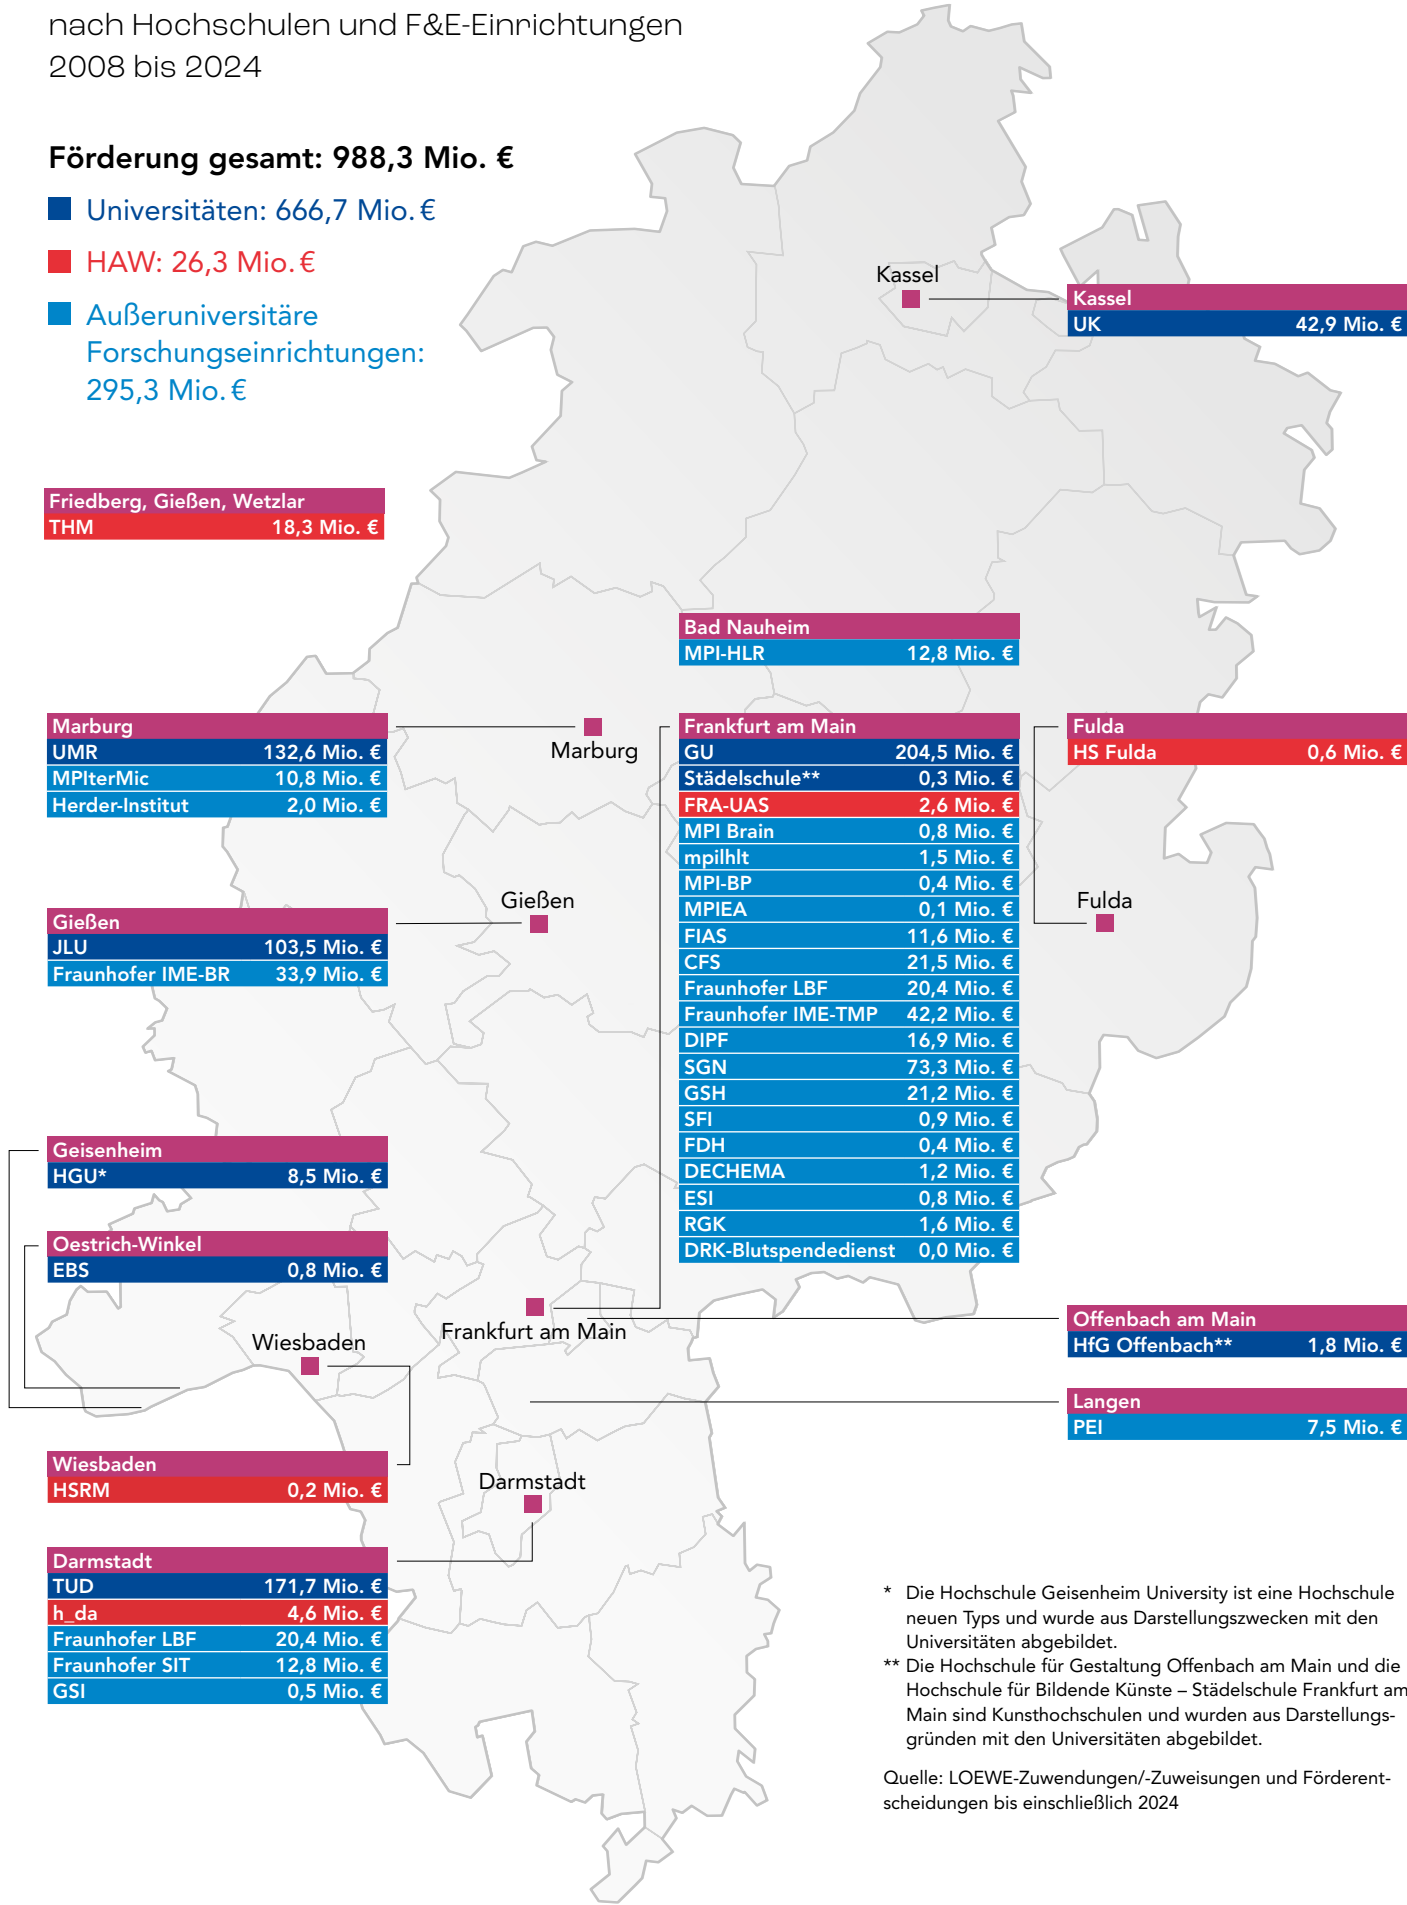 nach Hochschulen und F&E-Einrichtungen
2008 bis 2024
Förderung gesamt: 988,3 Mio. €
Universitäten: 666,7 Mio. €
HAW: 26,3 Mio. €
Außeruniversitäre
Forschungseinrichtungen:
295,3 Mio. €
Kassel
Kassel
UK 42,9 Mio. €
Friedberg, Gießen, Wetzlar
THM 18,3 Mio. €
Bad Nauheim
MPI-HLR 12,8 Mio. €
Marburg
UMR 132,6 Mio. €
MPIterMic 10,8 Mio. €
Herder-Institut 2,0 Mio. €
Marburg
Frankfurt am Main
GU 204,5 Mio. €
Städelschule** 0,3 Mio. €
FRA-UAS 2,6 Mio. €
MPI Brain 0,8 Mio. €
mpilhlt 1,5 Mio. €
MPI-BP 0,4 Mio. €
MPIEA 0,1 Mio. €
FIAS 11,6 Mio. €
CFS 21,5 Mio. €
Fraunhofer LBF 20,4 Mio. €
Fraunhofer IME-TMP 42,2 Mio. €
DIPF 16,9 Mio. €
SGN 73,3 Mio. €
GSH 21,2 Mio. €
SFI 0,9 Mio. €
FDH 0,4 Mio. €
DECHEMA 1,2 Mio. €
ESI 0,8 Mio. €
RGK 1,6 Mio. €
DRK-Blutspendedienst 0,0 Mio. €
Fulda
HS Fulda 0,6 Mio. €
Fulda
Gießen
Gießen
JLU 103,5 Mio. €
Fraunhofer IME-BR 33,9 Mio. €
Geisenheim
HGU* 8,5 Mio. €
Oestrich-Winkel
EBS 0,8 Mio. €
Wiesbaden
Frankfurt am Main
Offenbach am Main
HfG Offenbach** 1,8 Mio. €
Langen
PEI 7,5 Mio. €
Wiesbaden
HSRM 0,2 Mio. €
Darmstadt
Darmstadt
TUD 171,7 Mio. €
h_da 4,6 Mio. €
Fraunhofer LBF 20,4 Mio. €
Fraunhofer SIT 12,8 Mio. €
GSI 0,5 Mio. €
* Die Hochschule Geisenheim University ist eine Hochschule
neuen Typs und wurde aus Darstellungszwecken mit den
Universitäten abgebildet.
** Die Hochschule für Gestaltung Offenbach am Main und die
Hochschule für Bildende Künste – Städelschule Frankfurt am
Main sind Kunsthochschulen und wurden aus Darstellungs-
gründen mit den Universitäten abgebildet.
Quelle: LOEWE-Zuwendungen/-Zuweisungen und Förderent-
scheidungen bis einschließlich 2024